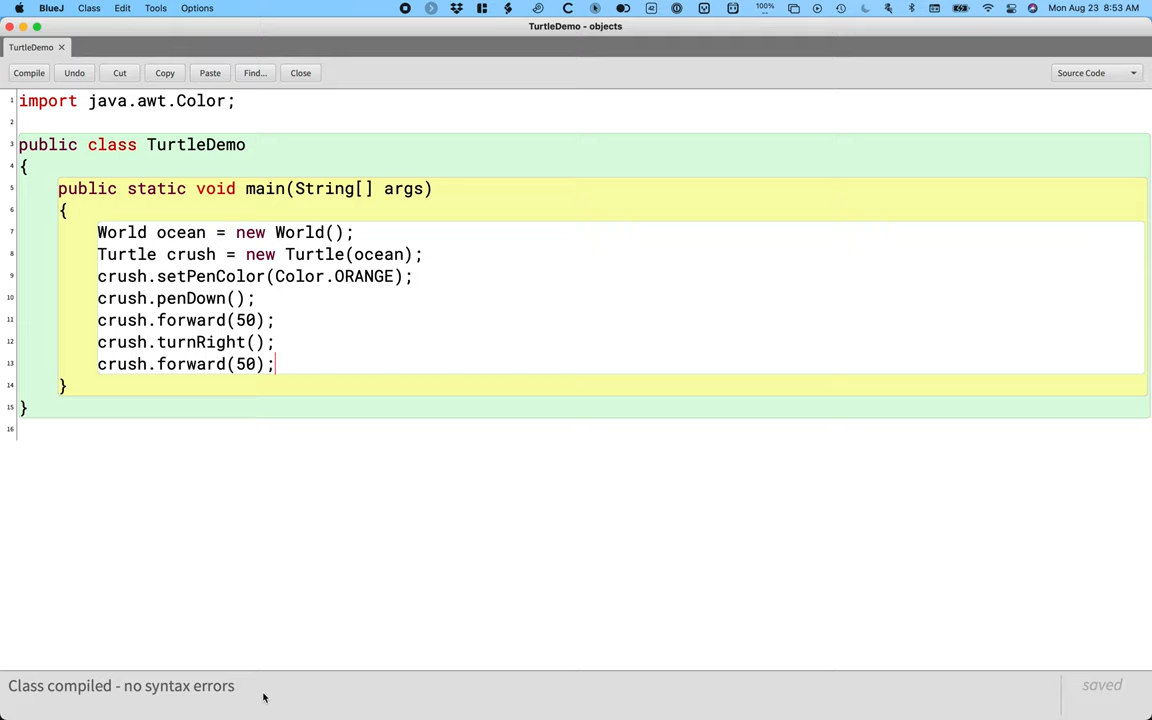 BlueJ Class Edit Tools Options 42 100% Mon Aug 23 8:53 AM
TurtleDemo - objects
TurtleDemo ×
Compile Undo Cut Copy Paste Find... Close Source Code
1 import java.awt.Color;
2
3 public class TurtleDemo
4 {
5 public static void main(String[] args)
6 {
7 World ocean = new World();
8 Turtle crush = new Turtle(ocean);
9 crush.setPenColor(Color.ORANGE);
10 crush.penDown();
11 crush.forward(50);
12 crush.turnRight();
13 crush.forward(50);
14 }
15 }
16
Class compiled - no syntax errors saved